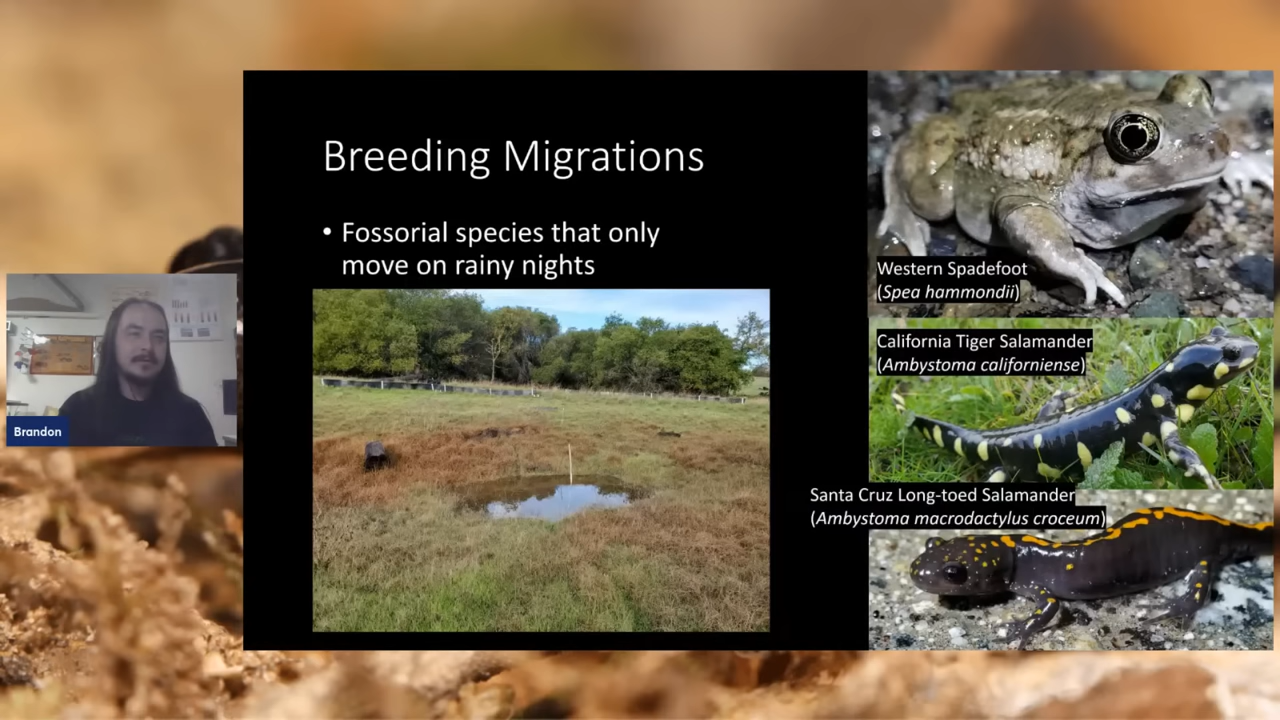 Breeding Migrations
• Fossorial species that only
move on rainy nights
Western Spadefoot
(Spea hammondii)
California Tiger Salamander
(Ambystoma californiense)
Santa Cruz Long-toed Salamander
(Ambystoma macrodactylus croceum)
Brandon